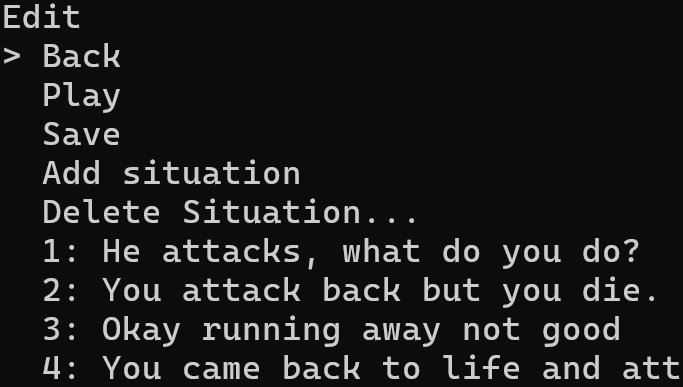 Edit
> Back
Play
Save
Add situation
Delete Situation...
1: He attacks, what do you do?
2: You attack back but you die.
3: Okay running away not good
4: You came back to life and att